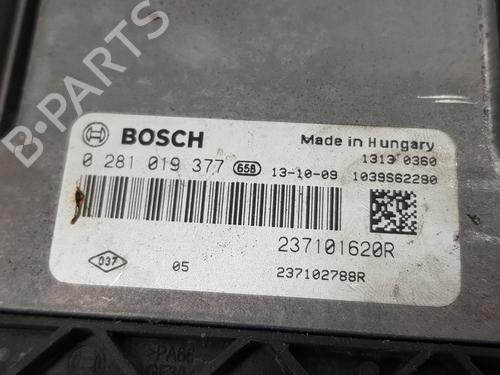 BOSCH
Made in Hungary
0 281 019 377 658 13-10-09
1313 0360
1039S62280
237101620R
037 05 237102788R
>PA66
B-Parts